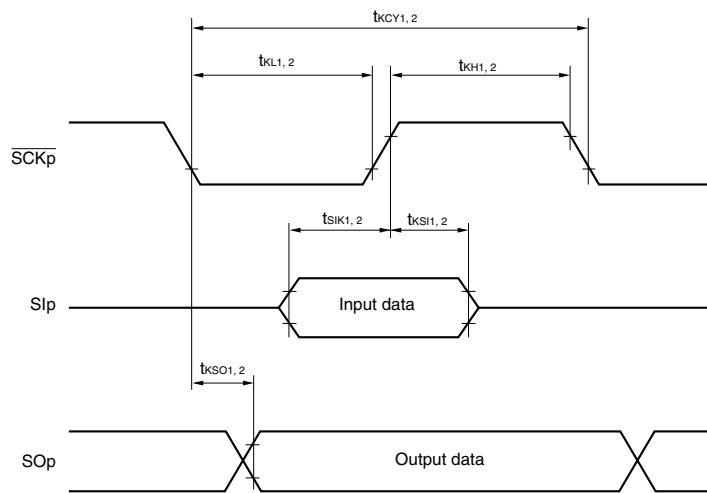 tKCY1, 2
tKL1, 2
tKH1, 2
SCKp
tSIK1, 2
tKSI1, 2
SIp
Input data
tKSO1, 2
SOp
Output data